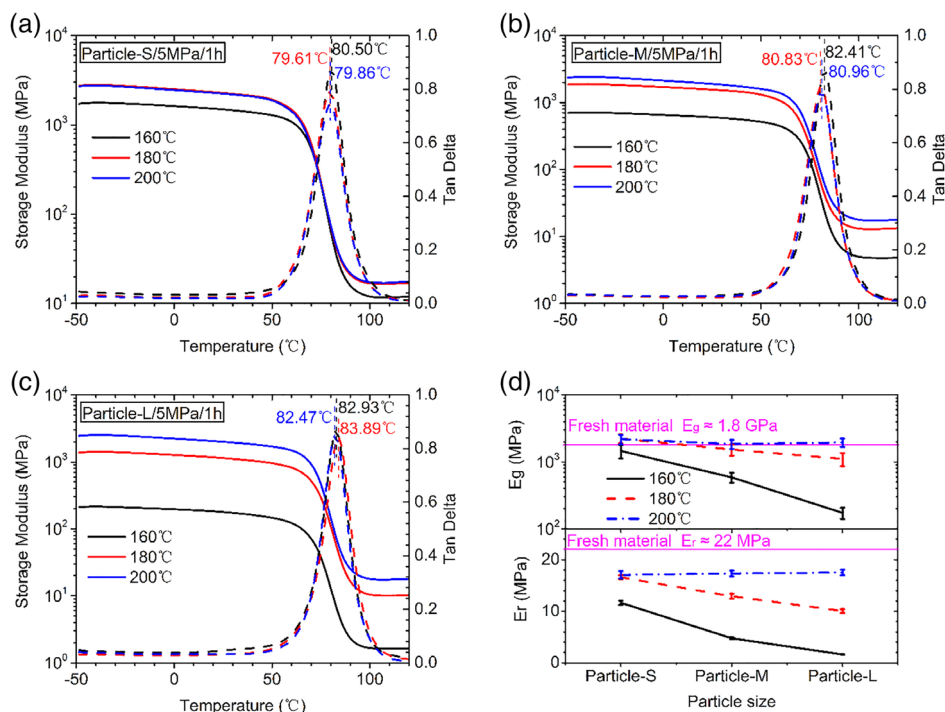 (a)
Particle-S/5MPa/1h
79.61℃
80.50℃
79.86℃
160℃
180℃
200℃
10⁴
10³
10²
10¹
1.0
0.8
0.6
0.4
0.2
0.0
-50
0
50
100
Storage Modulus (MPa)
Tan Delta
Temperature (℃)
(b)
Particle-M/5MPa/1h
80.83℃
82.41℃
80.96℃
160℃
180℃
200℃
10⁴
10³
10²
10¹
10⁰
1.0
0.8
0.6
0.4
0.2
0.0
-50
0
50
100
Storage Modulus (MPa)
Tan Delta
Temperature (℃)
(c)
Particle-L/5MPa/1h
82.47℃
82.93℃
83.89℃
160℃
180℃
200℃
10⁴
10³
10²
10¹
10⁰
1.0
0.8
0.6
0.4
0.2
0.0
-50
0
50
100
Storage Modulus (MPa)
Tan Delta
Temperature (℃)
(d)
Fresh material Eg ≈ 1.8 GPa
160℃
180℃
200℃
Fresh material Er ≈ 22 MPa
10⁴
10³
10²
20
10
0
Eg (MPa)
Er (MPa)
Particle-S
Particle-M
Particle-L
Particle size